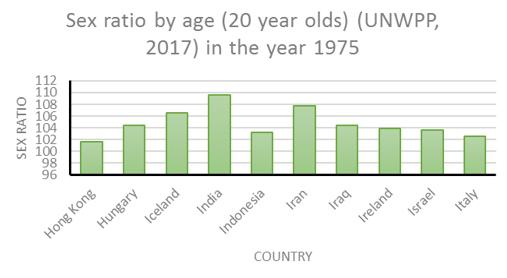 Sex ratio by age (20 year olds) (UNWPP,
2017) in the year 1975
SEX RATIO
112
110
108
106
104
102
100
98
96
Hong Kong
Hungary
Iceland
India
Indonesia
Iran
Iraq
Ireland
Israel
Italy
COUNTRY